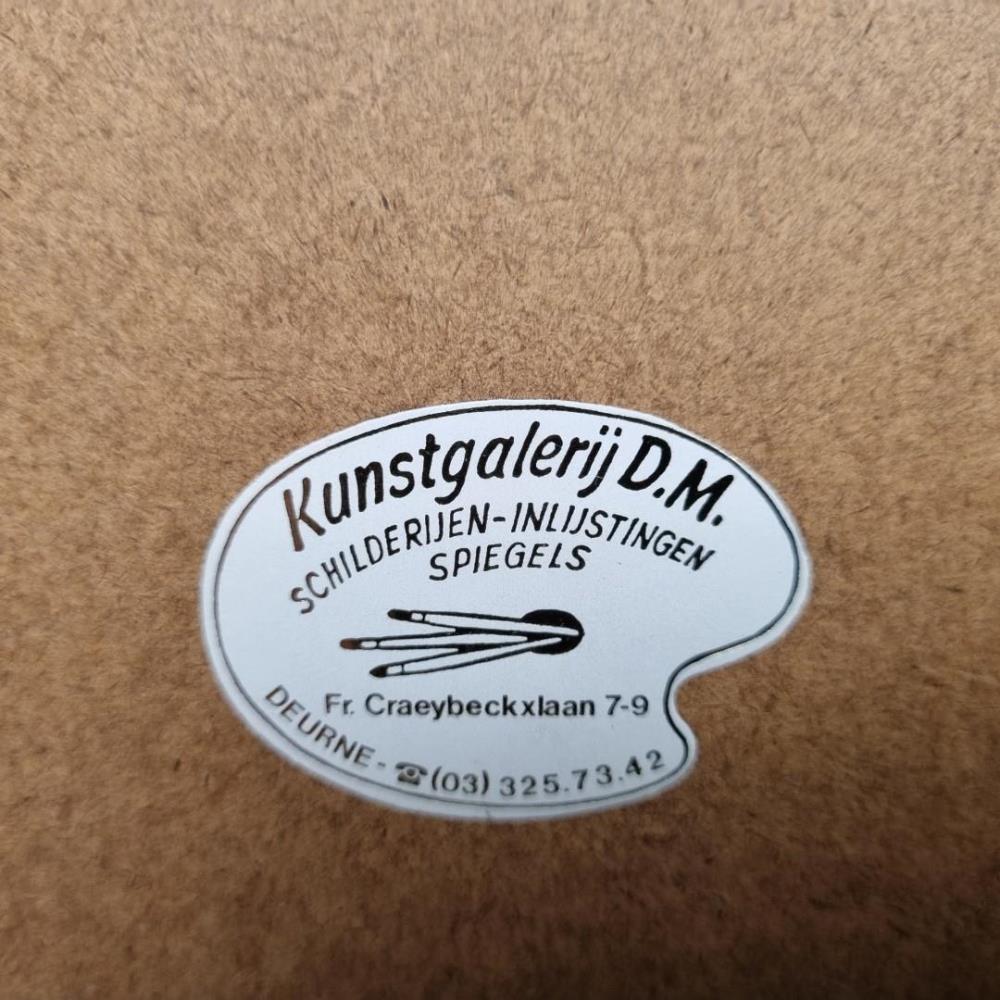 Kunstgalerij D.M.
SCHILDERIJEN-INLIJSTINGEN
SPIEGELS
Fr. Craeybeckxlaan 7-9
DEURNE - ☎ (03) 325.73.42